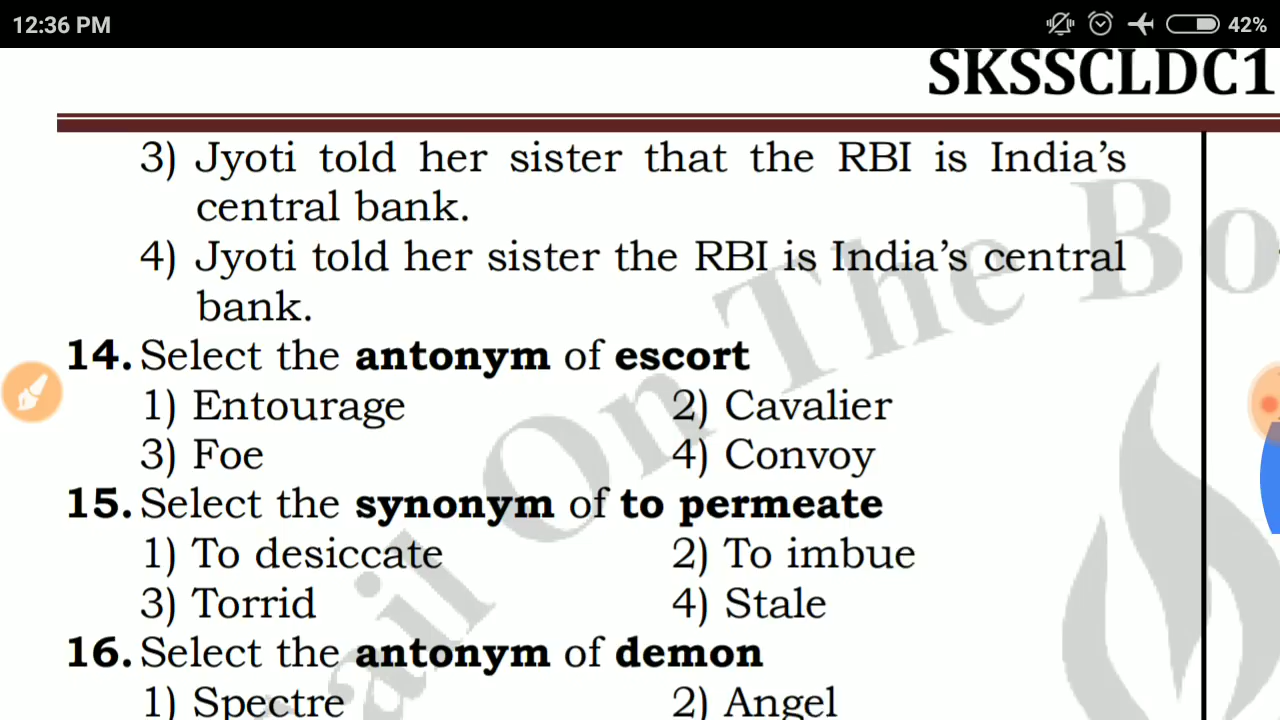 12:36 PM
42%
SKSSCLDC1
3) Jyoti told her sister that the RBI is India's
central bank.
4) Jyoti told her sister the RBI is India's central
bank.
14. Select the antonym of escort
1) Entourage 2) Cavalier
3) Foe 4) Convoy
15. Select the synonym of to permeate
1) To desiccate 2) To imbue
3) Torrid 4) Stale
16. Select the antonym of demon
1) Spectre 2) Angel
On The